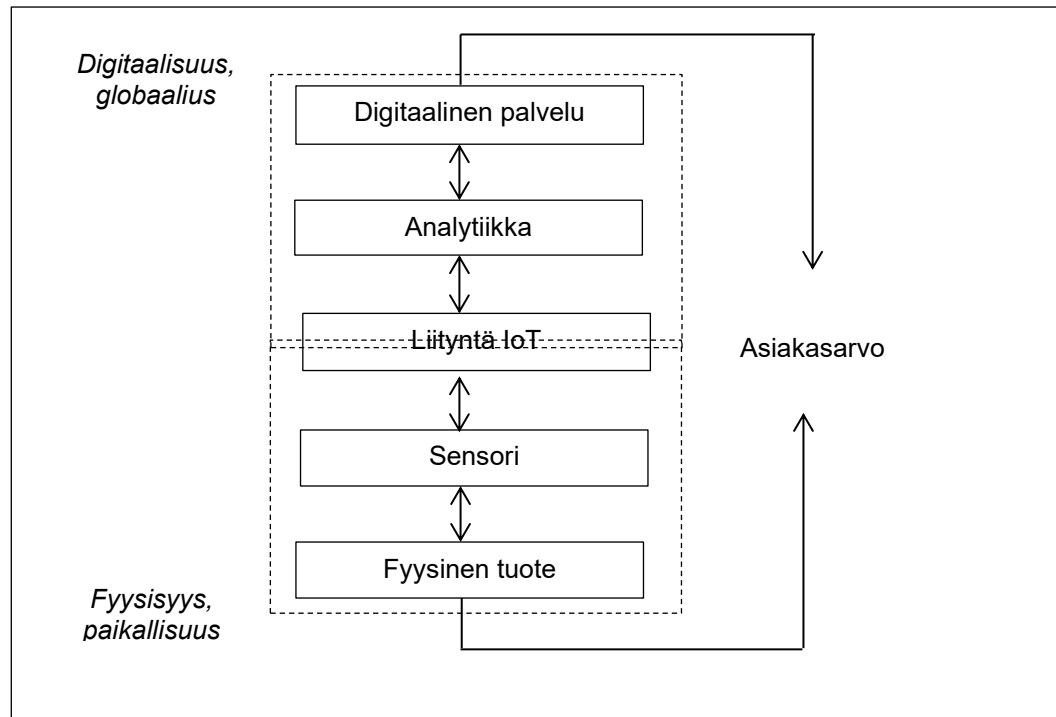 Digitaalisuus,
globaalius
Digitaalinen palvelu
Analytiikka
Liityntä IoT
Asiakasarvo
Sensori
Fyysinen tuote
Fyysisyys,
paikallisuus